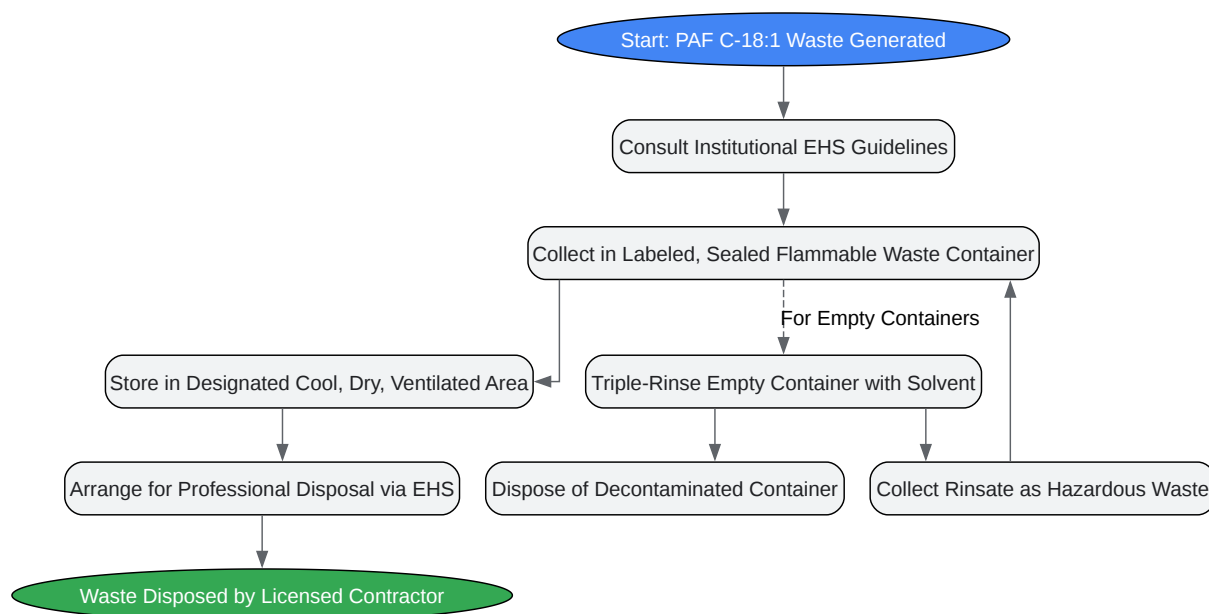 Start: PAF C-18:1 Waste Generated
Consult Institutional EHS Guidelines
Collect in Labeled, Sealed Flammable Waste Container
For Empty Containers
Store in Designated Cool, Dry, Ventilated Area
Triple-Rinse Empty Container with Solvent
Arrange for Professional Disposal via EHS
Dispose of Decontaminated Container
Collect Rinsate as Hazardous Waste
Waste Disposed by Licensed Contractor